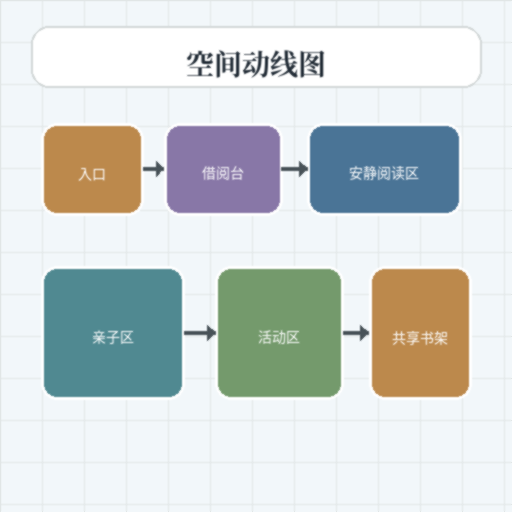 空间动线图
入口
借阅台
安静阅读区
亲子区
活动区
共享书架